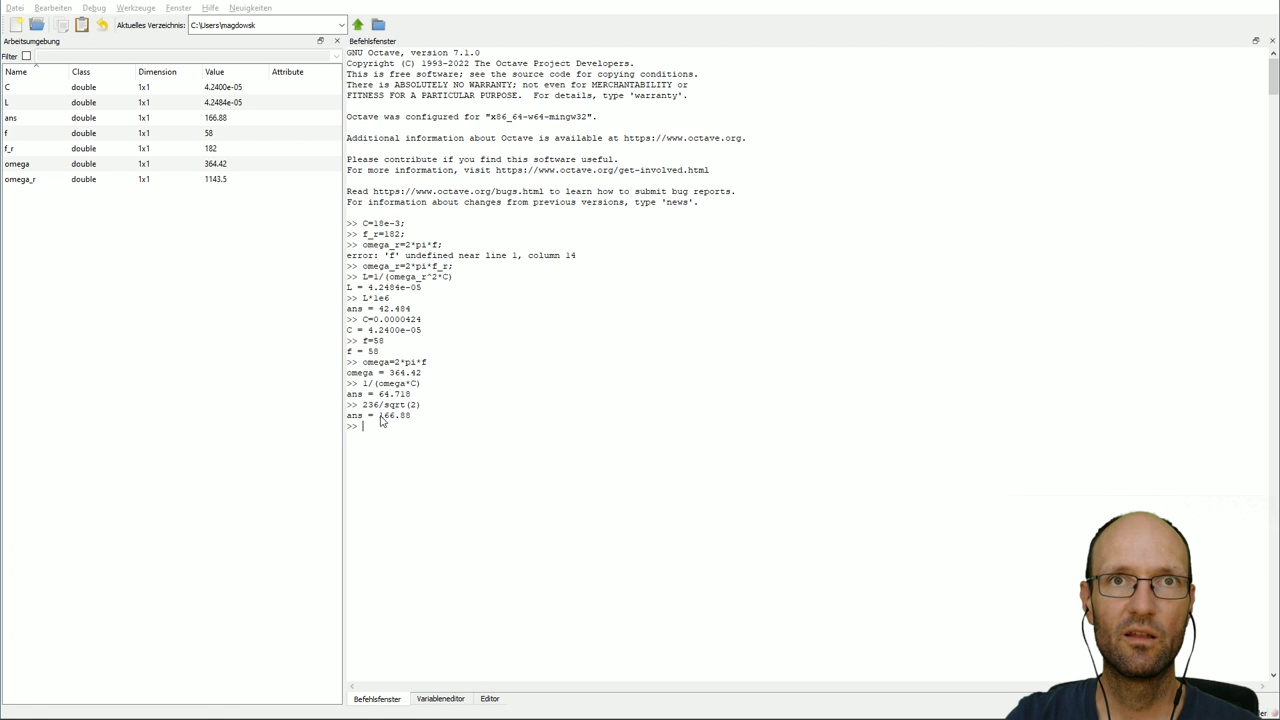 Datei Bearbeiten Debug Werkzeuge Fenster Hilfe Neuigkeiten
Aktuelles Verzeichnis: C:\Users\magdowsk
Arbeitsumgebung
Filter
Name Class Dimension Value Attribute
C double 1x1 4.2400e-05
L double 1x1 4.2484e-05
ans double 1x1 166.88
f double 1x1 58
f_r double 1x1 182
omega double 1x1 364.42
omega_r double 1x1 1143.5
Befehlsfenster
GNU Octave, version 7.1.0
Copyright (C) 1993-2022 The Octave Project Developers.
This is free software; see the source code for copying conditions.
There is ABSOLUTELY NO WARRANTY; not even for MERCHANTABILITY or
FITNESS FOR A PARTICULAR PURPOSE.  For details, type 'warranty'.
Octave was configured for "x86_64-w64-mingw32".
Additional information about Octave is available at https://www.octave.org.
Please contribute if you find this software useful.
For more information, visit https://www.octave.org/get-involved.html
Read https://www.octave.org/bugs.html to learn how to submit bug reports.
For information about changes from previous versions, type 'news'.
>> C=18e-3;
>> f_r=182;
>> omega_r=2*pi*f;
error: 'f' undefined near line 1, column 14
>> omega_r=2*pi*f_r;
>> L=1/(omega_r^2*C)
L = 4.2484e-05
>> L*1e6
ans = 42.484
>> C=0.0000424
C = 4.2400e-05
>> f=58
f = 58
>> omega=2*pi*f
omega = 364.42
>> 1/(omega*C)
ans = 64.718
>> 236/sqrt(2)
ans = 166.88
>>
Befehlsfenster Variableneditor Editor